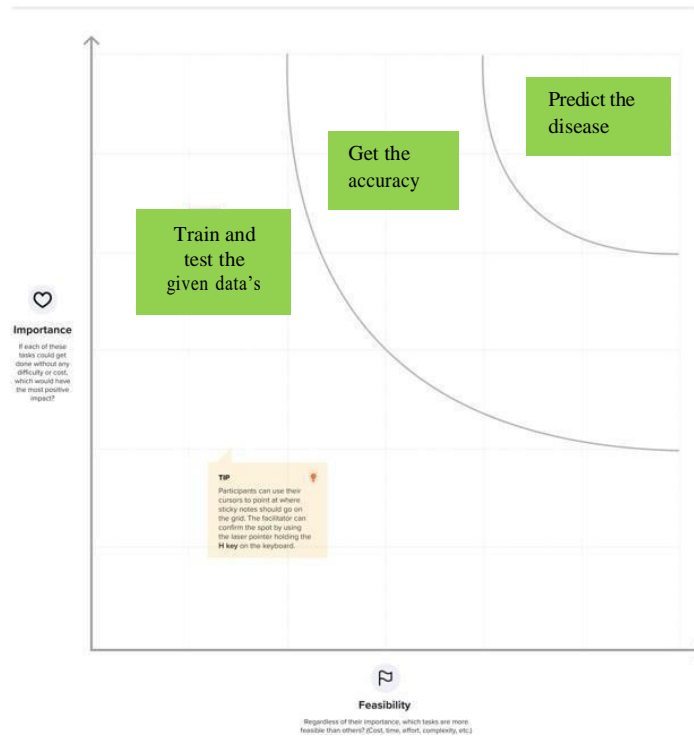 Predict the
disease
Get the
accuracy
Train and
test the
given data's
Importance
If each of these
tasks could get
done without any
difficulty or cost,
which would have
the most positive
impact?
TIP
Participants can use their
cursors to point at where
sticky notes should go on
the grid. The facilitator can
confirm the spot by using
the laser pointer holding the
H key on the keyboard.
Feasibility
Regardless of their importance, which tasks are more
feasible than others? (Cost, time, effort, complexity, etc.)